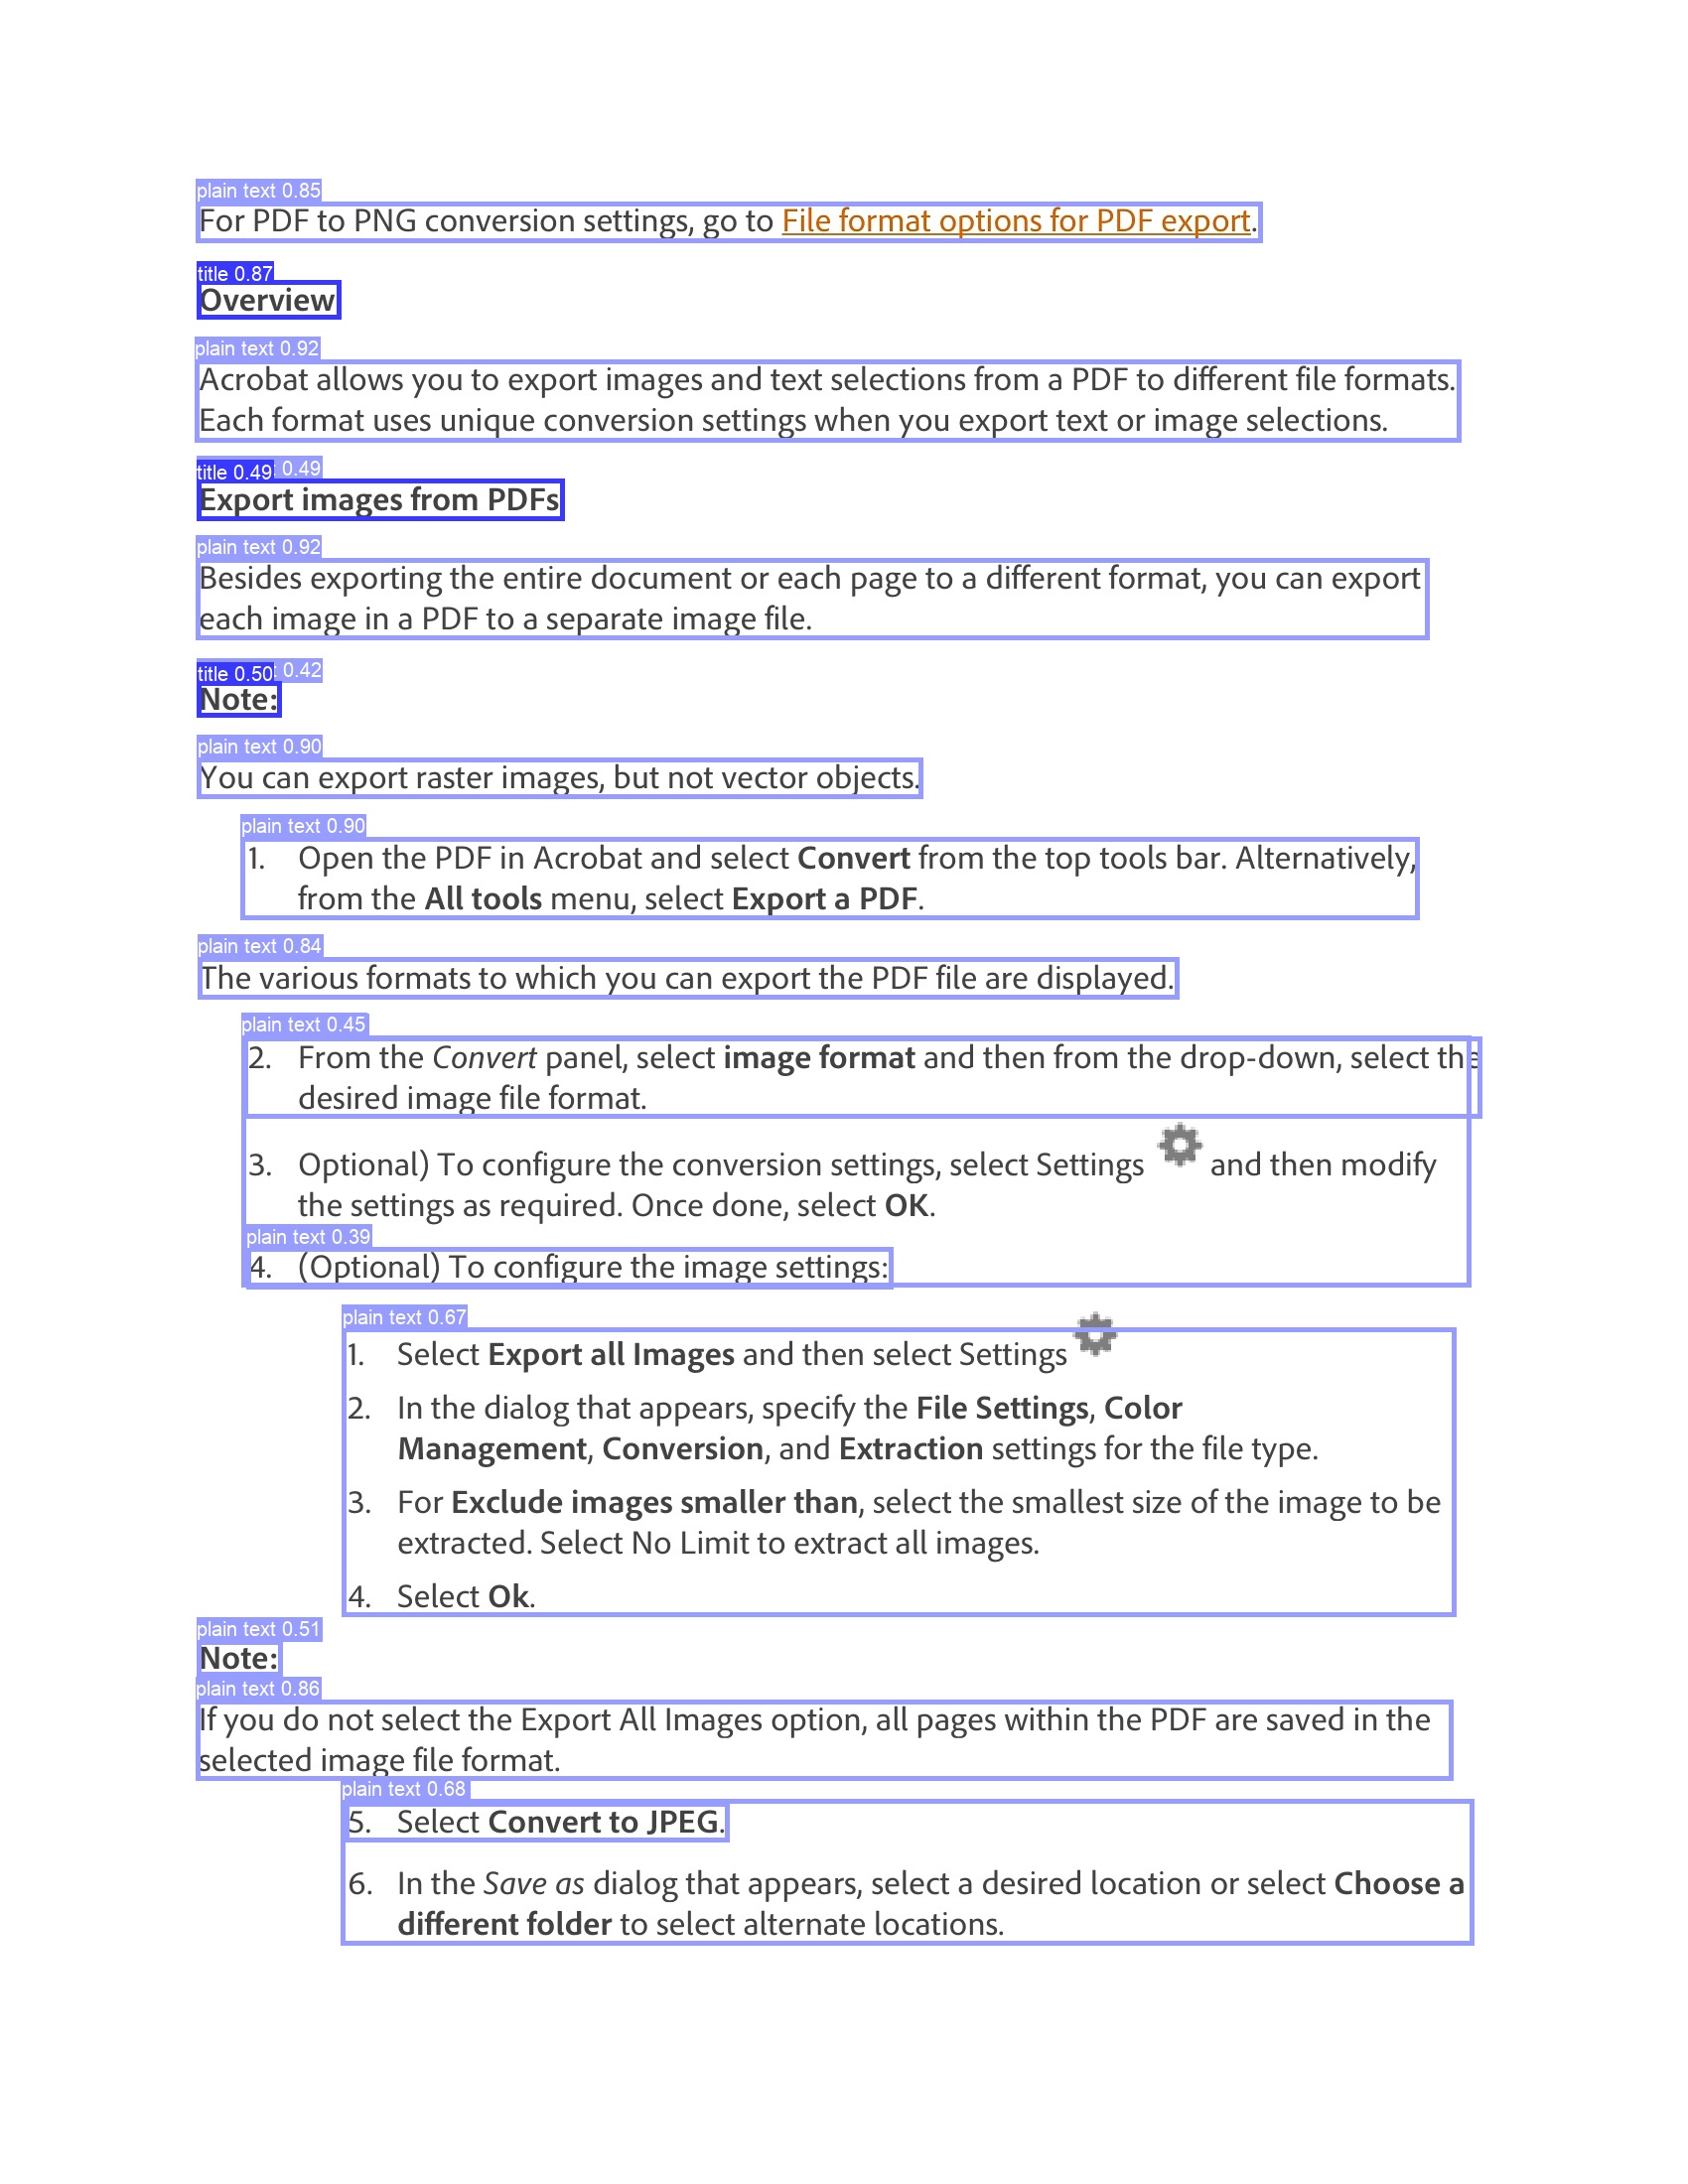 plain text 0.85
For PDF to PNG conversion settings, go to File format options for PDF export.
title 0.87
Overview
plain text 0.92
Acrobat allows you to export images and text selections from a PDF to different file formats.
Each format uses unique conversion settings when you export text or image selections.
title 0.49 0.49
Export images from PDFs
plain text 0.92
Besides exporting the entire document or each page to a different format, you can export
each image in a PDF to a separate image file.
title 0.50 0.42
Note:
plain text 0.90
You can export raster images, but not vector objects.
plain text 0.90
1. Open the PDF in Acrobat and select Convert from the top tools bar. Alternatively,
from the All tools menu, select Export a PDF.
plain text 0.84
The various formats to which you can export the PDF file are displayed.
plain text 0.45
2. From the Convert panel, select image format and then from the drop-down, select the
desired image file format.
3. Optional) To configure the conversion settings, select Settings and then modify
the settings as required. Once done, select OK.
plain text 0.39
4. (Optional) To configure the image settings:
plain text 0.67
1. Select Export all Images and then select Settings
2. In the dialog that appears, specify the File Settings, Color
Management, Conversion, and Extraction settings for the file type.
3. For Exclude images smaller than, select the smallest size of the image to be
extracted. Select No Limit to extract all images.
4. Select Ok.
plain text 0.51
Note:
plain text 0.86
If you do not select the Export All Images option, all pages within the PDF are saved in the
selected image file format.
plain text 0.68
5. Select Convert to JPEG.
6. In the Save as dialog that appears, select a desired location or select Choose a
different folder to select alternate locations.